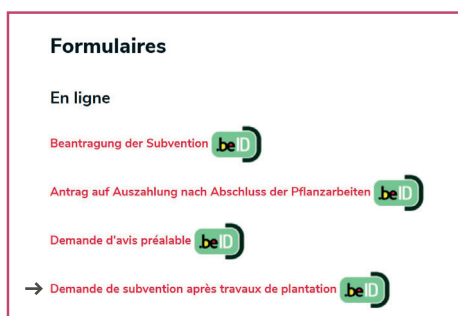 Formulaires
En ligne
Beantragung der Subvention .beID
Antrag auf Auszahlung nach Abschluss der Pflanzarbeiten .beID
Demande d'avis préalable .beID
Demande de subvention après travaux de plantation .beID